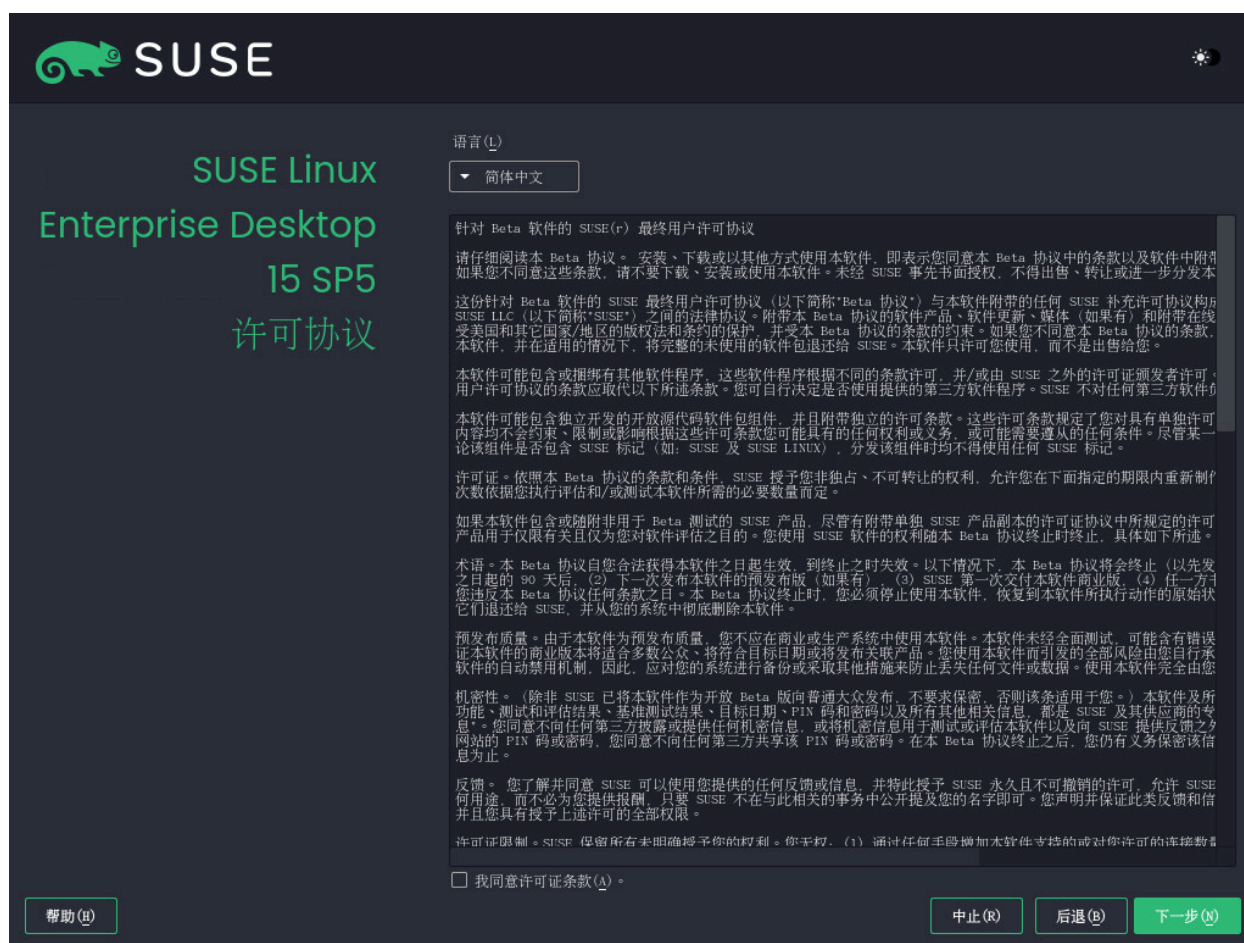 SUSE
SUSE Linux
Enterprise Desktop
15 SP5
许可协议
语言(L)
简体中文
针对 Beta 软件的 SUSE(r) 最终用户许可协议
请仔细阅读本 Beta 协议。 安装、下载或以其他方式使用本软件，即表示您同意本 Beta 协议中的条款以及软件中附带
如果您不同意这些条款，请不要下载、安装或使用本软件。未经 SUSE 事先书面授权，不得出售、转让或进一步分发本
这份针对 Beta 软件的 SUSE 最终用户许可协议（以下简称"Beta 协议"）与本软件附带的任何 SUSE 补充许可协议构成
SUSE LLC（以下简称"SUSE"）之间的法律协议。附带本 Beta 协议的软件产品、软件更新、媒体（如果有）和附带在线
受美国和其它国家/地区的版权法和条约的保护，并受本 Beta 协议的条款的约束。如果您不同意本 Beta 协议的条款，
本软件，并在适用的情况下，将完整的未使用的软件包退还给 SUSE。本软件只许可您使用，而不是出售给您。
本软件可能包含或捆绑有其他软件程序，这些软件程序根据不同的条款许可，并/或由 SUSE 之外的许可证颁发者许可。
用户许可协议的条款应取代以下所述条款。您可自行决定是否使用提供的第三方软件程序。SUSE 不对任何第三方软件
本软件可能包含独立开发的开放源代码软件包组件，并且附带独立的许可条款。这些许可条款规定了您对具有单独许可
内容均不会约束、限制或影响根据这些许可条款您可能具有的任何权利或义务，或可能需要遵从的任何条件。尽管某一
论该组件是否包含 SUSE 标记（如: SUSE 及 SUSE LINUX），分发该组件时均不得使用任何 SUSE 标记。
许可证。依照本 Beta 协议的条款和条件，SUSE 授予您非独占、不可转让的权利，允许您在下面指定的期限内重新制作
次数依据您执行评估和/或测试本软件所需的必要数量而定。
如果本软件包含或随附非用于 Beta 测试的 SUSE 产品，尽管有附带单独 SUSE 产品副本的许可证协议中所规定的许可
产品用于仅限有关且仅为您对软件评估之目的。您使用 SUSE 软件的权利随本 Beta 协议终止时终止，具体如下所述。
术语。本 Beta 协议自您合法获得本软件之日起生效，到终止之时失效。以下情况下，本 Beta 协议将会终止（以先发
之日起的 90 天后，(2) 下一次发布本软件的预发布版（如果有），(3) SUSE 第一次交付本软件商业版，(4) 任一方
您违反本 Beta 协议任何条款之日。本 Beta 协议终止时，您必须停止使用本软件，恢复到本软件所执行动作的原始状
它们退还给 SUSE，并从您的系统中彻底删除本软件。
预发布质量。由于本软件为预发布质量，您不应在商业或生产系统中使用本软件。本软件未经全面测试，可能含有错误
证本软件的商业版本将适合多数公众、将符合目标日期或将发布关联产品。您使用本软件而引发的全部风险由您自行承
软件的自动禁用机制，因此，应对您的系统进行备份或采取其他措施来防止丢失任何文件或数据。使用本软件完全由您
机密性。（除非 SUSE 已将本软件作为开放 Beta 版向普通大众发布，不要求保密，否则该条适用于您。）本软件及所
功能、测试和评估结果、基准测试结果、目标日期、PIN 码和密码以及所有其他相关信息，都是 SUSE 及其供应商的专
息"。您同意不向任何第三方披露或提供任何机密信息，或将机密信息用于测试或评估本软件以及向 SUSE 提供反馈之外
网站的 PIN 码或密码，您同意不向任何第三方共享该 PIN 码或密码。在本 Beta 协议终止之后，您仍有义务保密该信
息为止。
反馈。 您了解并同意 SUSE 可以使用您提供的任何反馈或信息，并特此授予 SUSE 永久且不可撤销的许可，允许 SUSE
何用途，而不必为您提供报酬，只要 SUSE 不在与此相关的事务中公开提及您的名字即可。您声明并保证此类反馈和信
并且您具有授予上述许可的全部权限。
许可证限制。SUSE 保留所有未明确授予您的权利。您无权: (1) 通过任何手段增加本软件支持的或对您许可的连接数量
我同意许可证条款(A)。
帮助(H)
中止(R)
后退(B)
下一步(N)